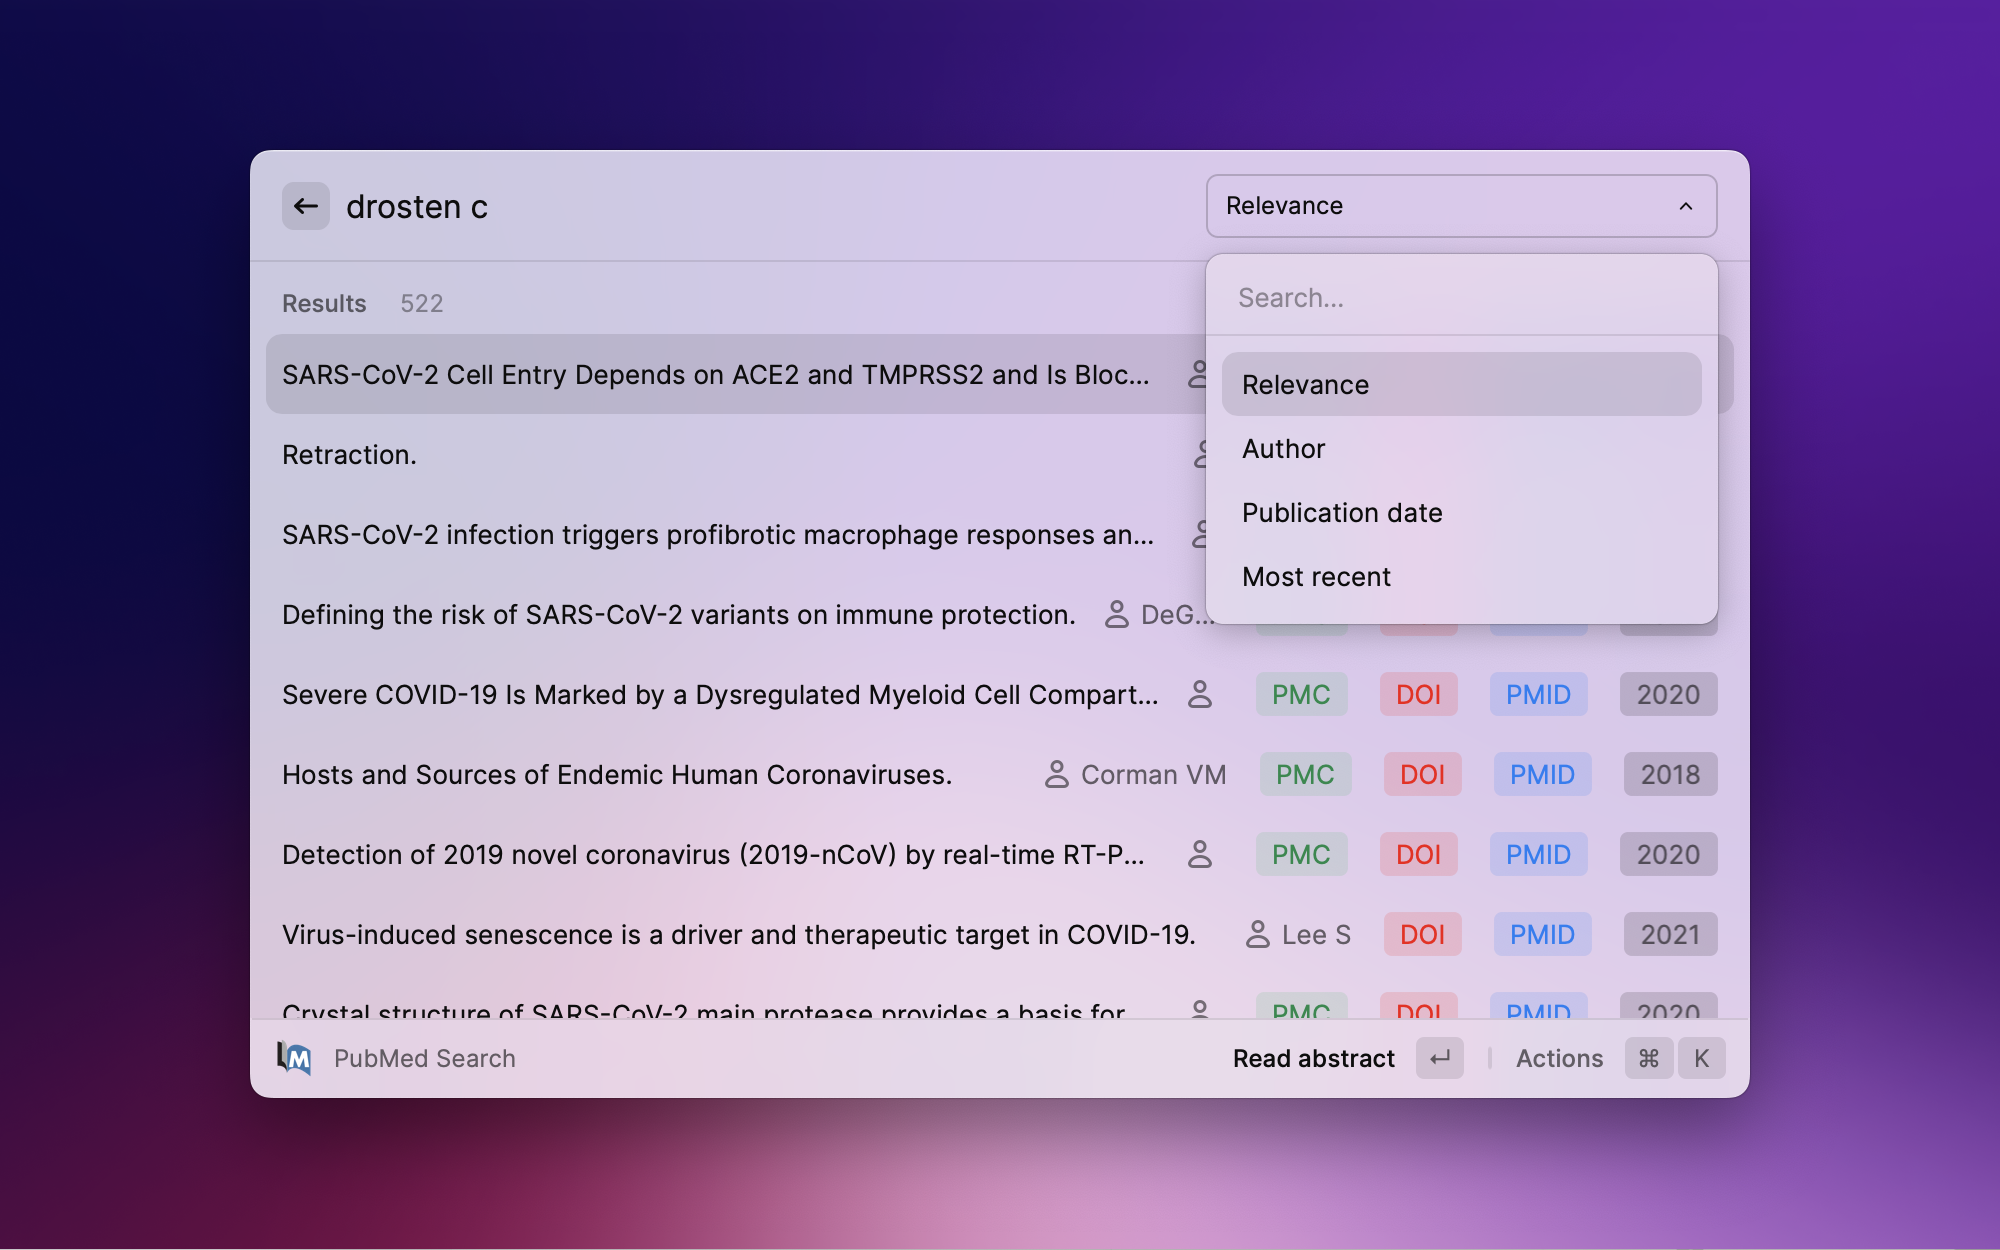 drosten c
Relevance
Search...
Results 522
Relevance
Author
Publication date
Most recent
SARS-CoV-2 Cell Entry Depends on ACE2 and TMPRSS2 and Is Bloc...
Retraction.
SARS-CoV-2 infection triggers profibrotic macrophage responses an...
Defining the risk of SARS-CoV-2 variants on immune protection. DeG...
Severe COVID-19 Is Marked by a Dysregulated Myeloid Cell Compart... PMC DOI PMID 2020
Hosts and Sources of Endemic Human Coronaviruses. Corman VM PMC DOI PMID 2018
Detection of 2019 novel coronavirus (2019-nCoV) by real-time RT-P... PMC DOI PMID 2020
Virus-induced senescence is a driver and therapeutic target in COVID-19. Lee S DOI PMID 2021
Crystal structure of SARS-CoV-2 main protease provides a basis for PMC DOI PMID 2020
M PubMed Search Read abstract ↵ Actions ⌘ K